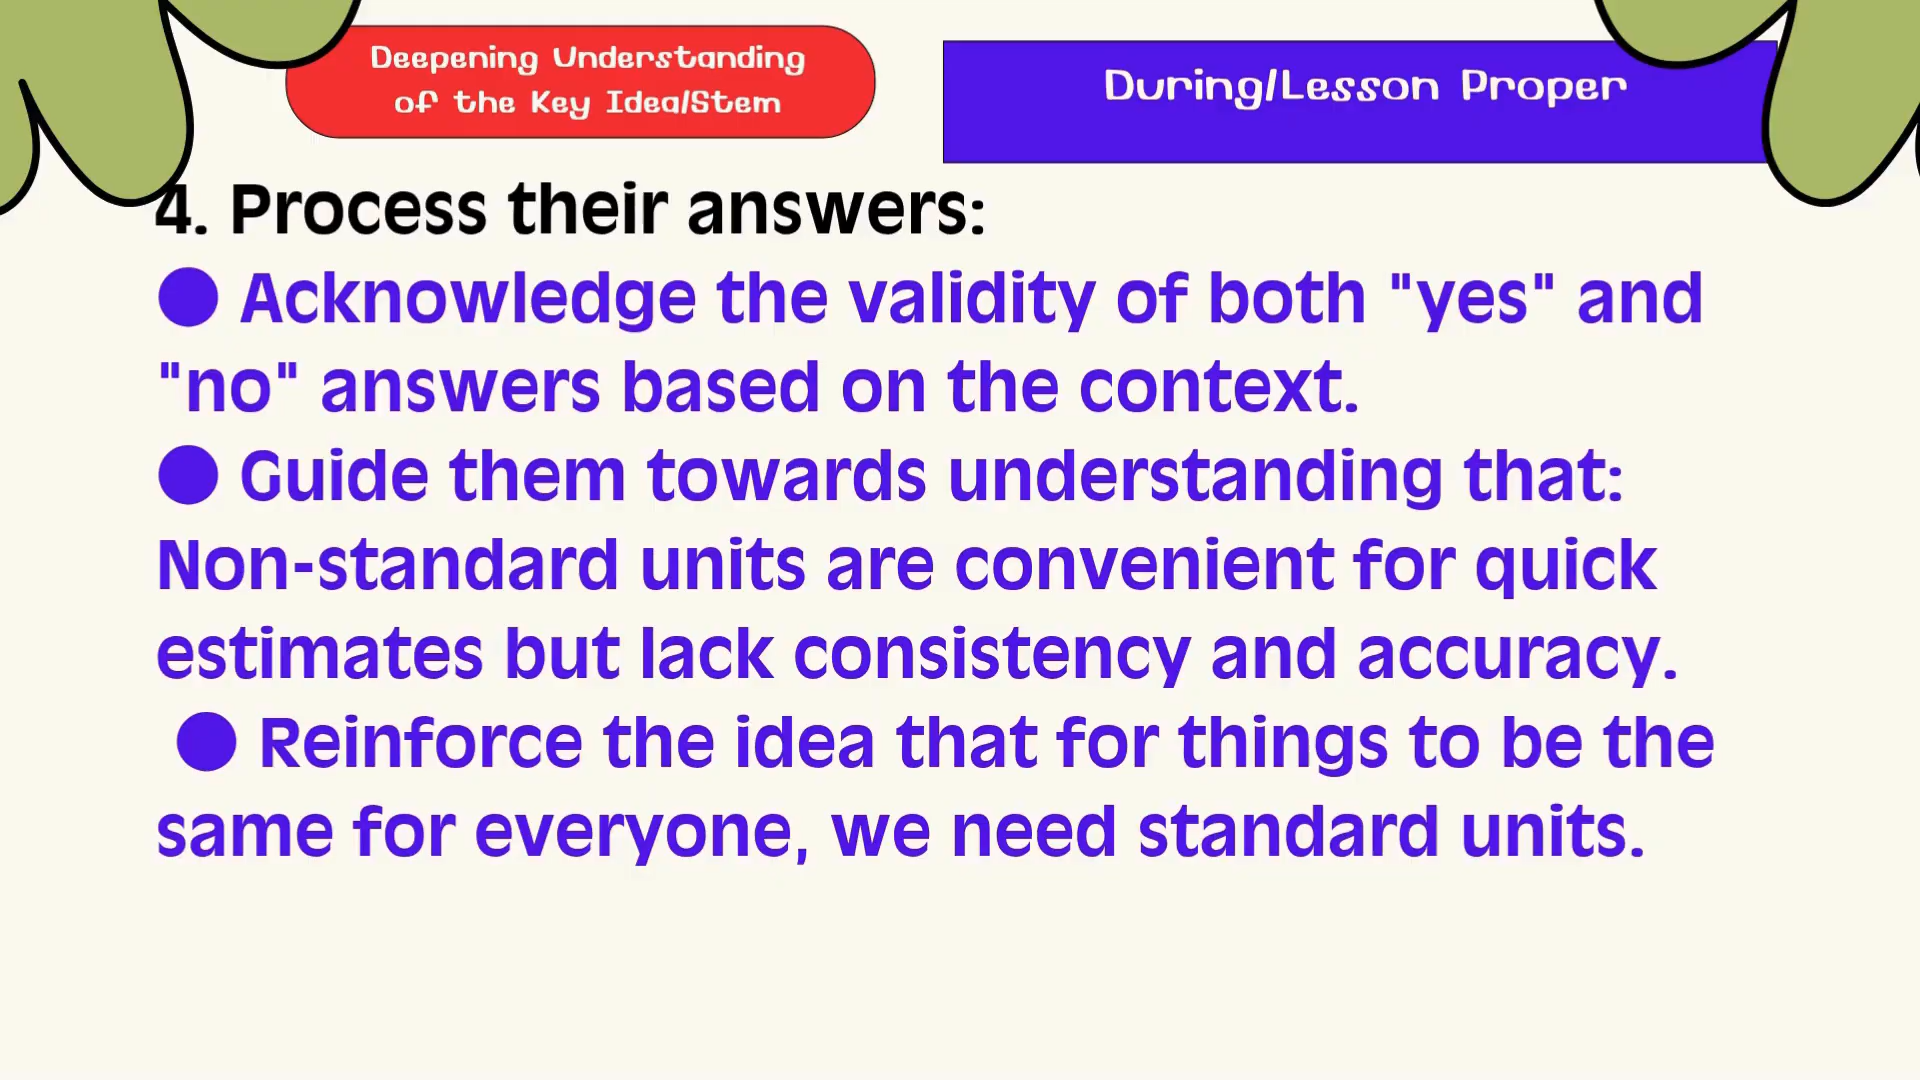 Deepening Understanding
of the Key Idea/Stem
During/Lesson Proper
4. Process their answers:
● Acknowledge the validity of both "yes" and
"no" answers based on the context.
● Guide them towards understanding that:
Non-standard units are convenient for quick
estimates but lack consistency and accuracy.
● Reinforce the idea that for things to be the
same for everyone, we need standard units.